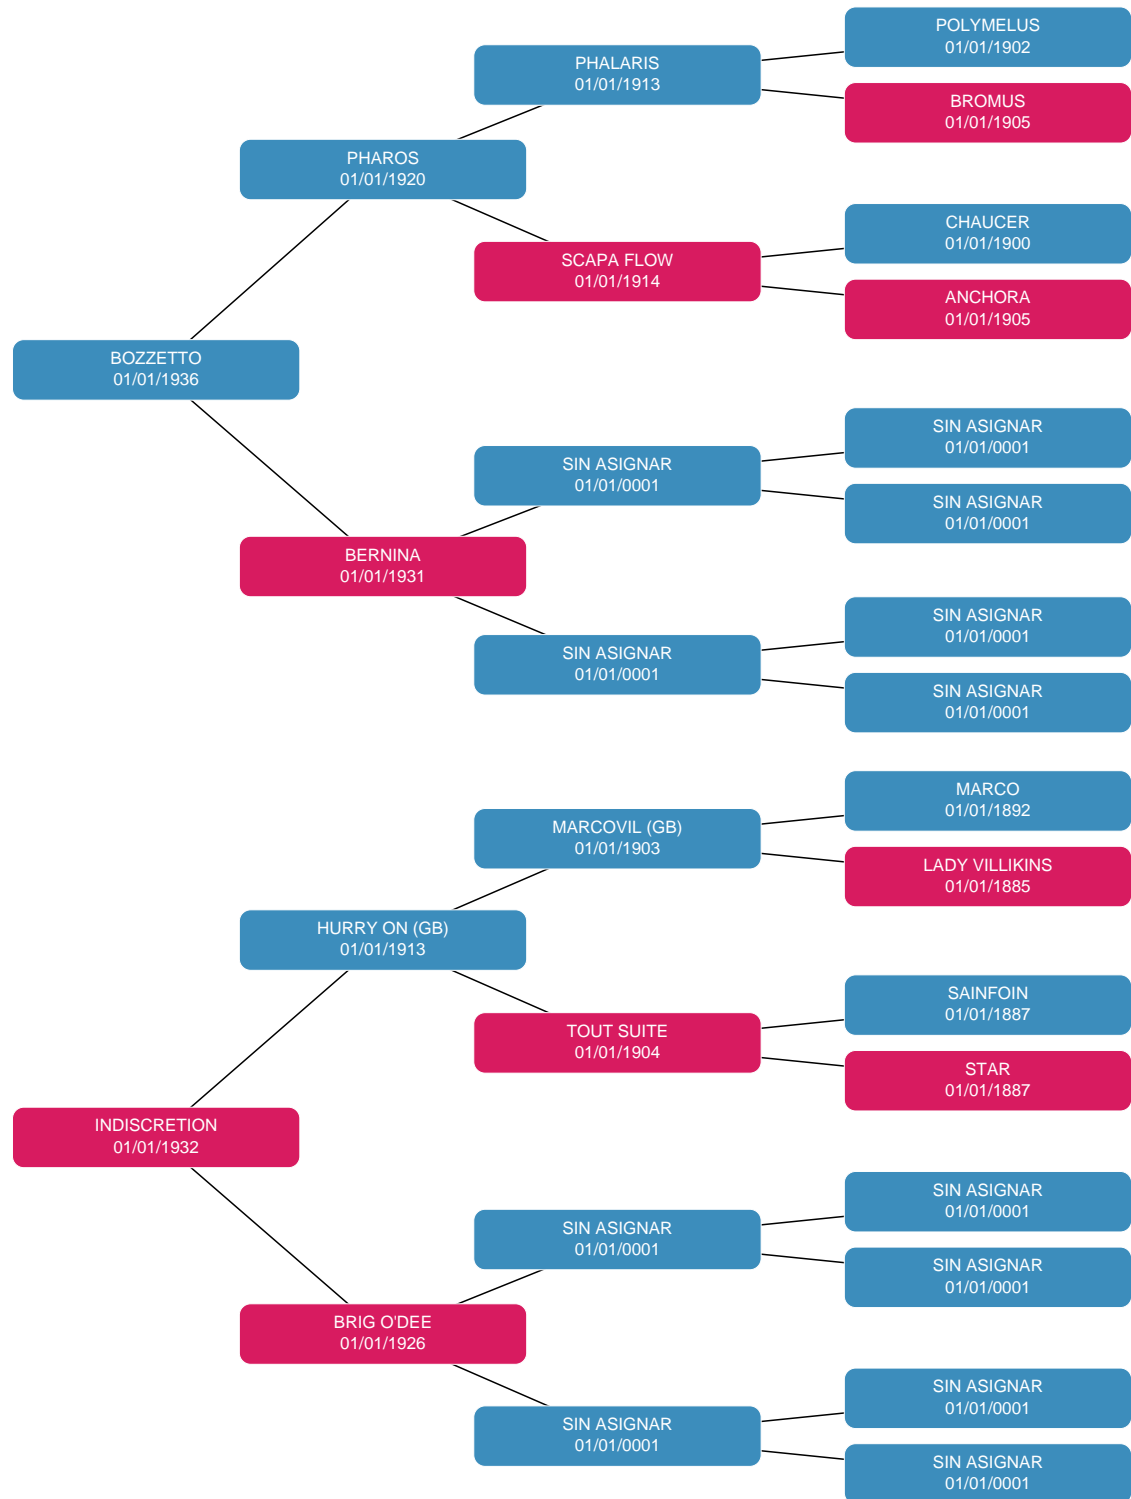 POLYMELUS
01/01/1902
PHALARIS
01/01/1913
BROMUS
01/01/1905
PHAROS
01/01/1920
CHAUCER
01/01/1900
SCAPA FLOW
01/01/1914
ANCHORA
01/01/1905
BOZZETTO
01/01/1936
SIN ASIGNAR
01/01/0001
SIN ASIGNAR
01/01/0001
SIN ASIGNAR
01/01/0001
BERNINA
01/01/1931
SIN ASIGNAR
01/01/0001
SIN ASIGNAR
01/01/0001
SIN ASIGNAR
01/01/0001
MARCO
01/01/1892
MARCOVIL (GB)
01/01/1903
LADY VILLIKINS
01/01/1885
HURRY ON (GB)
01/01/1913
SAINFOIN
01/01/1887
TOUT SUITE
01/01/1904
STAR
01/01/1887
INDISCRETION
01/01/1932
SIN ASIGNAR
01/01/0001
SIN ASIGNAR
01/01/0001
SIN ASIGNAR
01/01/0001
BRIG O'DEE
01/01/1926
SIN ASIGNAR
01/01/0001
SIN ASIGNAR
01/01/0001
SIN ASIGNAR
01/01/0001